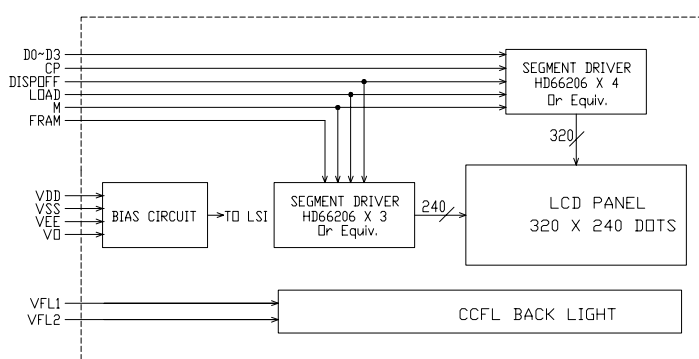 D0~D3
CP
DISPOFF
LOAD
M
FRAM
SEGMENT DRIVER
HD66206 X 4
Or Equiv.
320
VDD
VSS
VEE
VO
BIAS CIRCUIT
TO LSI
SEGMENT DRIVER
HD66206 X 3
Or Equiv.
240
LCD PANEL
320 X 240 DOTS
VFL1
VFL2
CCFL BACK LIGHT